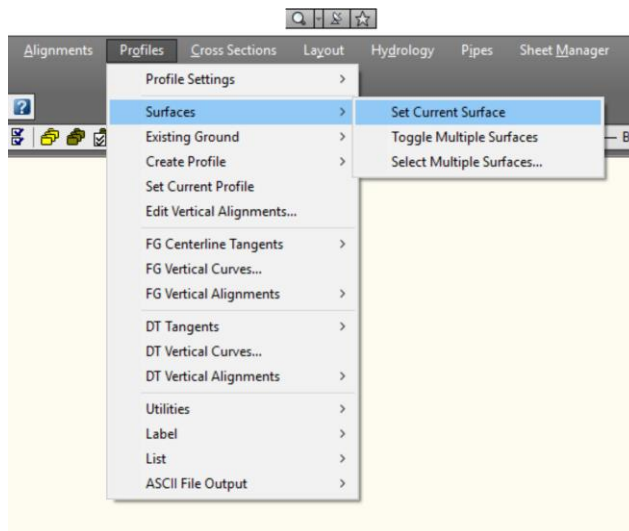 Alignments Profiles Cross Sections Layout Hydrology Pipes Sheet Manager
Profile Settings
Surfaces
Set Current Surface
Existing Ground
Toggle Multiple Surfaces
B
Create Profile
Select Multiple Surfaces...
Set Current Profile
Edit Vertical Alignments...
FG Centerline Tangents
FG Vertical Curves...
FG Vertical Alignments
DT Tangents
DT Vertical Curves...
DT Vertical Alignments
Utilities
Label
List
ASCII File Output